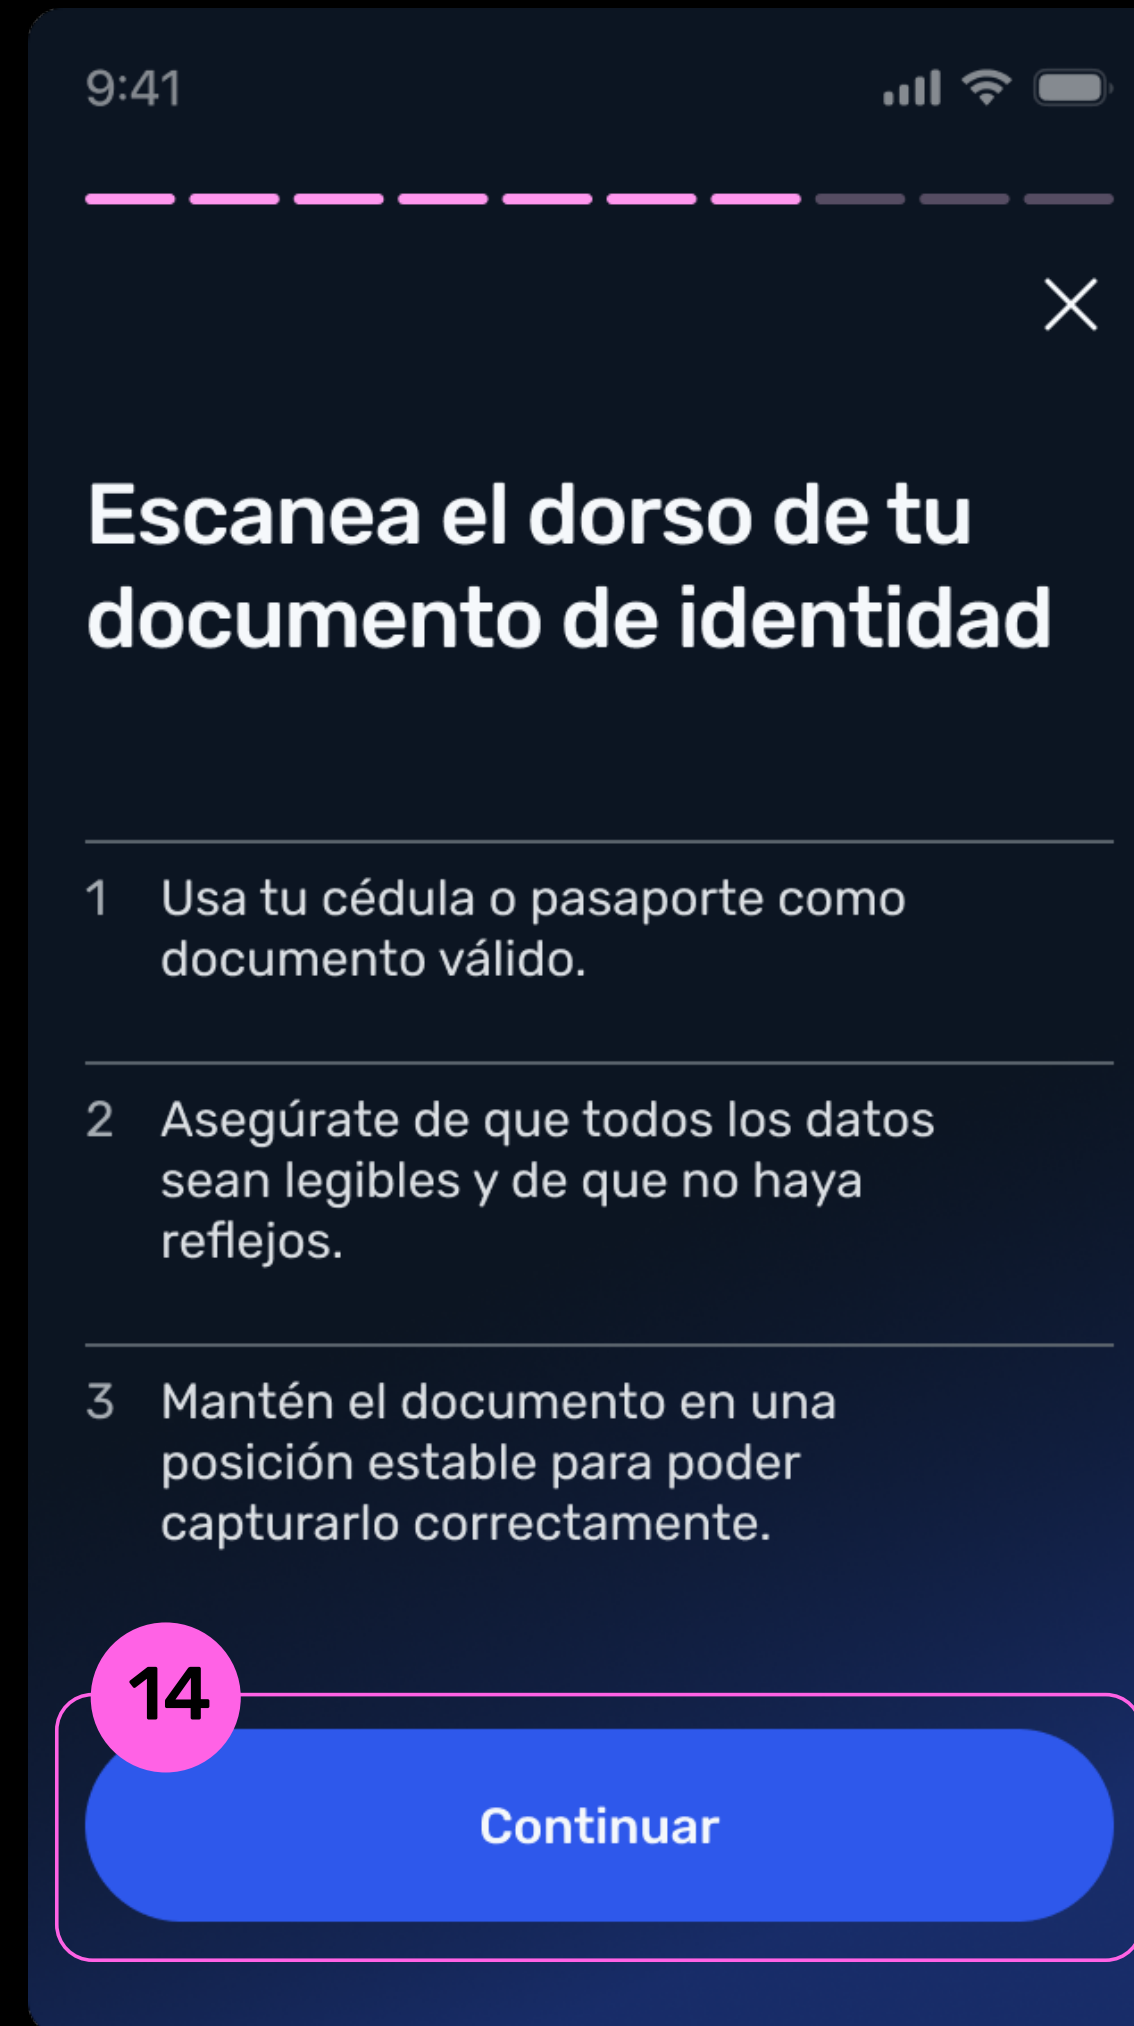 9:41
Escanea el dorso de tu
documento de identidad
1 Usa tu cédula o pasaporte como
documento válido.
2 Asegúrate de que todos los datos
sean legibles y de que no haya
reflejos.
3 Mantén el documento en una
posición estable para poder
capturarlo correctamente.
14
Continuar